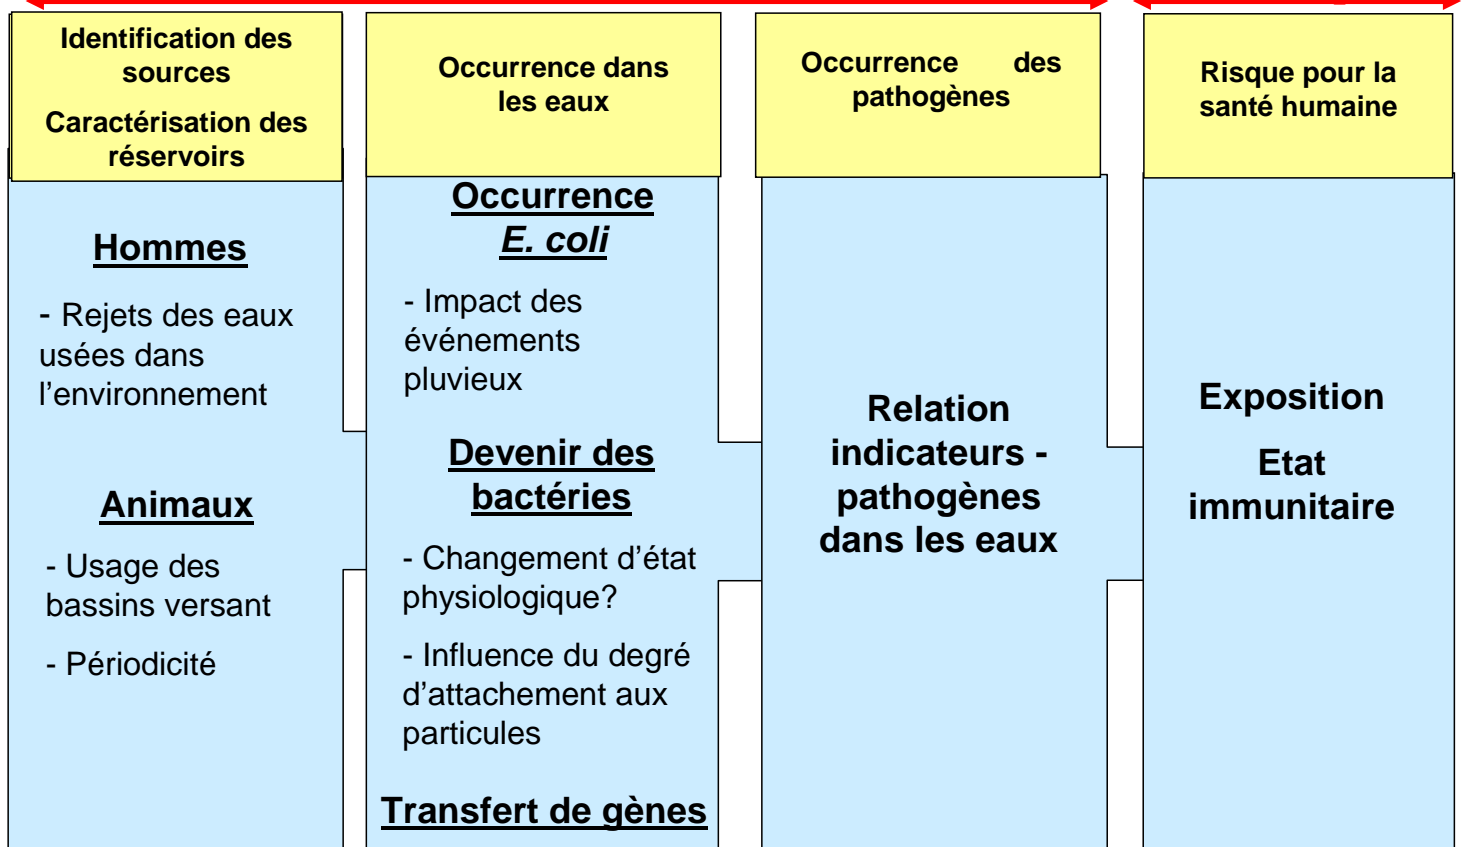 Identification des
sources
Caractérisation des
réservoirs
Hommes
- Rejets des eaux
usées dans
l'environnement
Animaux
- Usage des
bassins versant
- Périodicité
Occurrence dans
les eaux
Occurrence
E. coli
- Impact des
événements
pluvieux
Devenir des
bactéries
- Changement d'état
physiologique?
- Influence du degré
d'attachement aux
particules
Transfert de gènes
Occurrence des
pathogènes
Relation
indicateurs -
pathogènes
dans les eaux
Risque pour la
santé humaine
Exposition
Etat
immunitaire